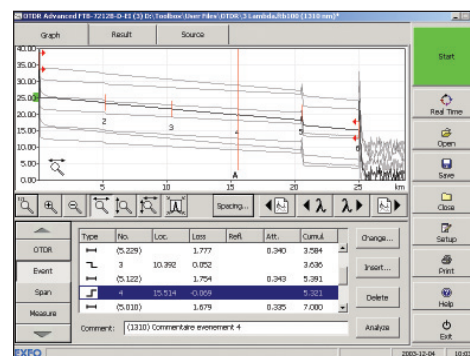 OTDR Advanced FTB-7212B-D-EI (3) D:\Toolbox\User Files\OTDR\3 Lambda.ftb100 (1310 nm)*
Graph Result Source
40.00
35.00
30.00
25.00
20.00
15.00
10.00
5.00
0.00
2 3 4 5 6
A
5 10 15 20 25 km
Spacing...
Type No. Loc. Loss Refl. Att. Cumul.
(5.229) 1.777 0.340 3.584
3 10.392 0.052 3.636
(5.122) 1.754 0.343 5.391
4 15.514 -0.069 5.321
(5.018) 1.679 0.335 7.000
Comment: (1310) Commentaire evenement 4
OTDR
Event
Span
Measure
Change...
Insert...
Delete
Analyze
Start
Real Time
Open
Save
Close
Setup
Print
Help
Exit
EXFO 2003-12-04